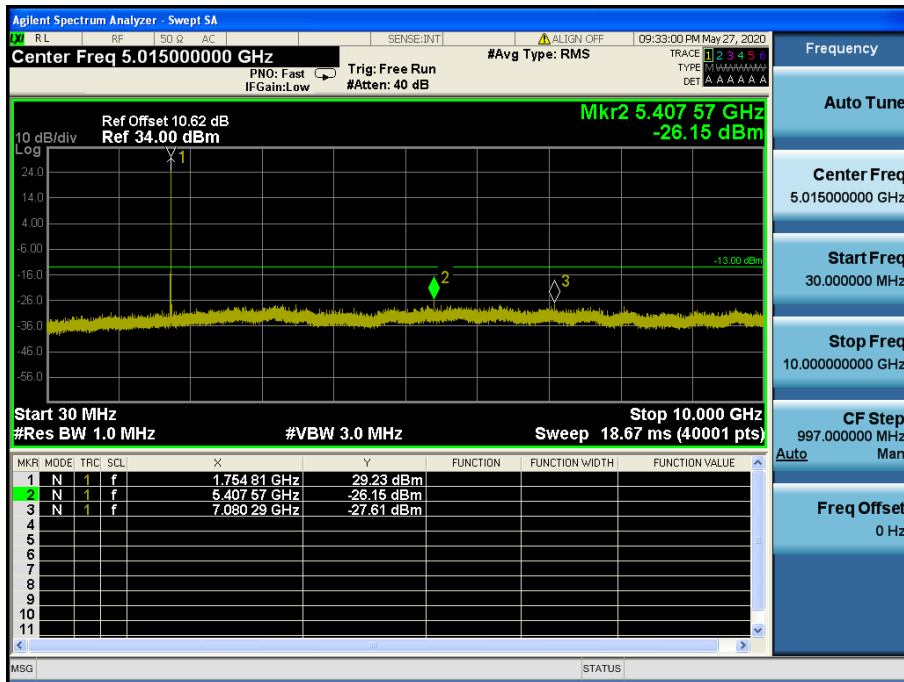 Agilent Spectrum Analyzer - Swept SA
LXI RL RF 50 Ω AC SENSE:INT ALIGN OFF 09:33:00 PM May 27, 2020
Center Freq 5.015000000 GHz
PNO: Fast
IFGain:Low
Trig: Free Run
#Atten: 40 dB
#Avg Type: RMS
TRACE 1 2 3 4 5 6
TYPE M WWWWW
DET A A A A A A
Ref Offset 10.62 dB
10 dB/div Ref 34.00 dBm
Log
Mkr2 5.407 57 GHz
-26.15 dBm
1
24.0
14.0
4.00
-6.00
-13.00 dBm
-16.0
2
3
-26.0
-36.0
-46.0
-56.0
Start 30 MHz Stop 10.000 GHz
#Res BW 1.0 MHz #VBW 3.0 MHz Sweep 18.67 ms (40001 pts)
MKR MODE TRC SCL X Y FUNCTION FUNCTION WIDTH FUNCTION VALUE
1 N 1 f 1.754 81 GHz 29.23 dBm
2 N 1 f 5.407 57 GHz -26.15 dBm
3 N 1 f 7.080 29 GHz -27.61 dBm
4
5
6
7
8
9
10
11
MSG STATUS
Frequency
Auto Tune
Center Freq
5.015000000 GHz
Start Freq
30.000000 MHz
Stop Freq
10.000000000 GHz
CF Step
997.000000 MHz
Auto Man
Freq Offset
0 Hz